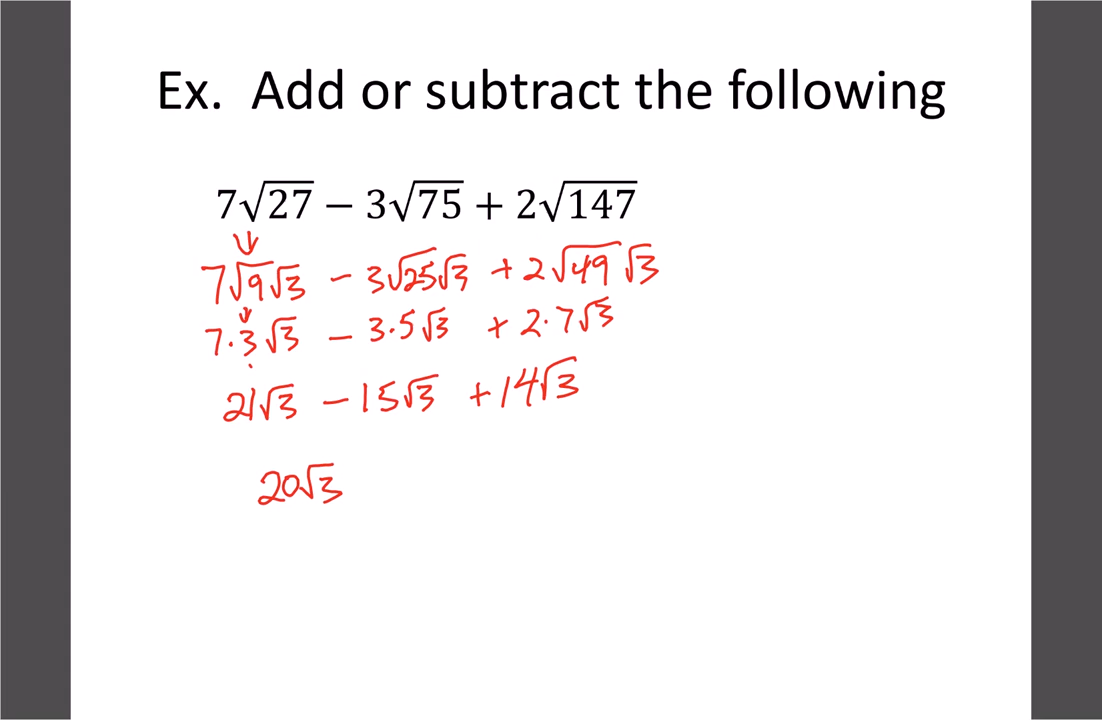 Ex. Add or subtract the following
7√27 − 3√75 + 2√147
7√9√3 − 3√25√3 + 2√49√3
7·3√3 − 3·5√3 + 2·7√3
21√3 − 15√3 + 14√3
20√3